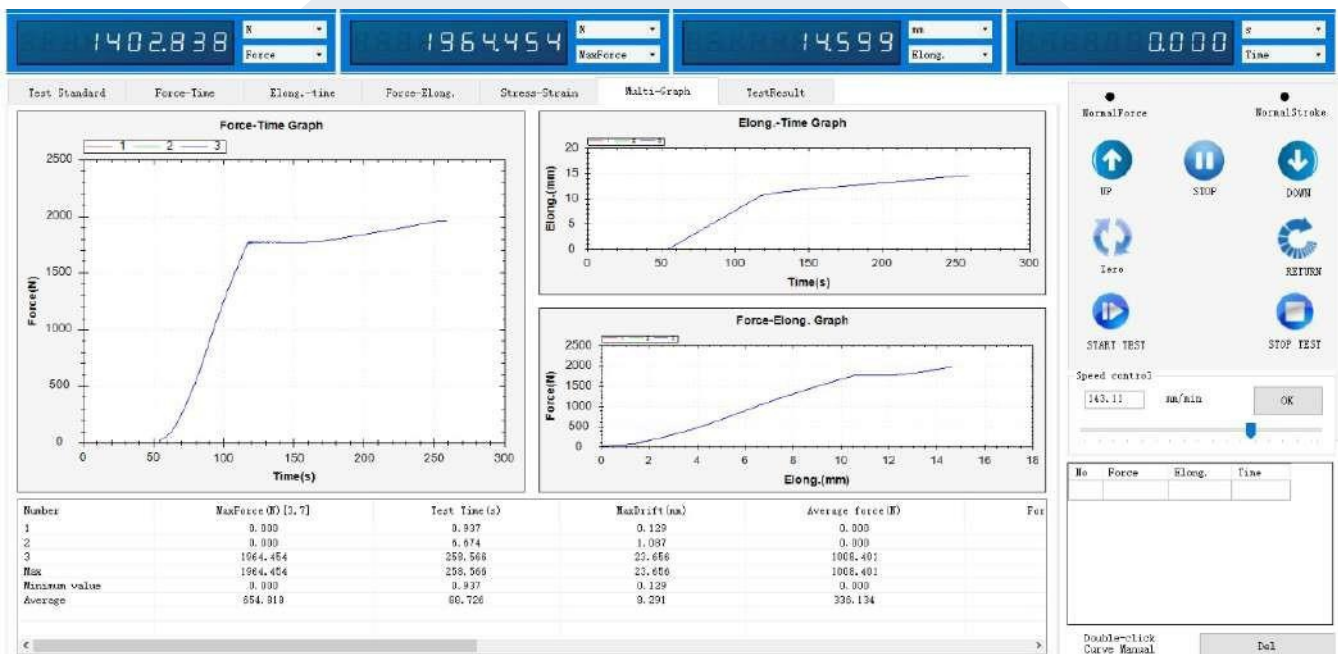 1402.838 N 1964.454 N 14.599 mm 0.000 s
Force MaxForce Elong. Time
Test Standard Force-Time Elong.-time Force-Elong. Stress-Strain Multi-Graph TestResult
NormalForce NormalStroke
UP STOP DOWN
Zero RETURN
START TEST STOP TEST
Speed control
143.11 mm/min OK
Force-Time Graph
1 2 3
2500
2000
1500
1000
500
0
Force(N)
0 50 100 150 200 250 300
Time(s)
Elong.-Time Graph
1 2 3
20
15
10
5
0
Elong.(mm)
0 50 100 150 200 250 300
Time(s)
Force-Elong. Graph
1 2 3
2500
2000
1500
1000
500
0
Force(N)
0 2 4 6 8 10 12 14 16 18
Elong.(mm)
No Force Elong. Time
Number MaxForce(N)[3,7] Test Time(s) MaxDrift(mm) Average force(N) For
1 0.000 0.937 0.129 0.000
2 0.000 6.674 1.087 0.000
3 1964.454 258.566 23.656 1008.401
Max 1964.454 258.566 23.656 1008.401
Minimum value 0.000 0.937 0.129 0.000
Average 654.818 88.726 8.291 336.134
Double-click
Curve Manual Del